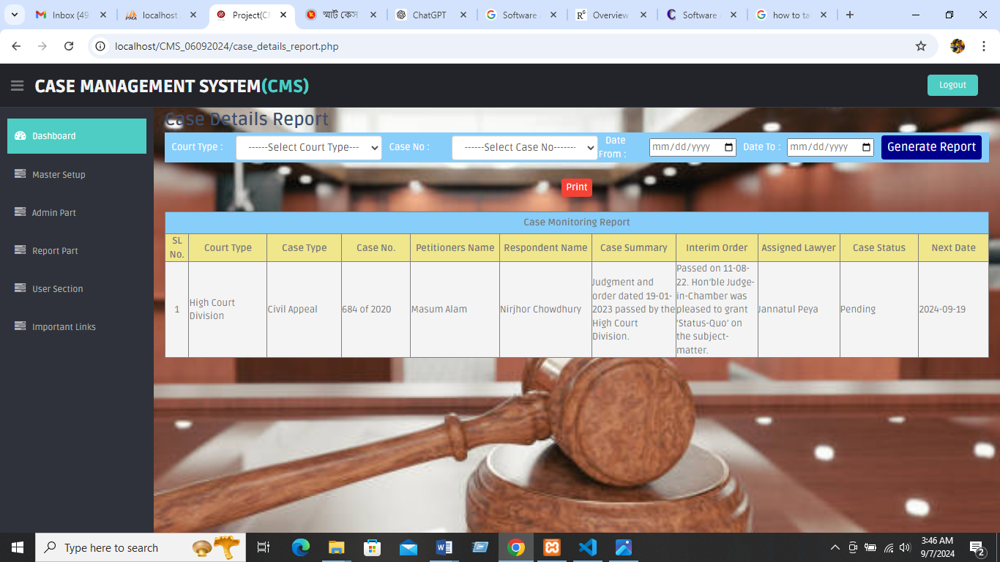 Inbox (49
localhost
Project(CM
স্মার্ট কেস
ChatGPT
Software
Overview
Software
how to ta
localhost/CMS_06092024/case_details_report.php
CASE MANAGEMENT SYSTEM(CMS)
Logout
Dashboard
Master Setup
Admin Part
Report Part
User Section
Important Links
Case Details Report
Court Type :
------Select Court Type---
Case No :
------Select Case No-------
Date
From :
mm/dd/yyyy
Date To :
mm/dd/yyyy
Generate Report
Print
Case Monitoring Report
SL
No.
Court Type
Case Type
Case No.
Petitioners Name
Respondent Name
Case Summary
Interim Order
Assigned Lawyer
Case Status
Next Date
1
High Court
Division
Civil Appeal
684 of 2020
Masum Alam
Nirjhor Chowdhury
Judgment and
order dated 19-01-
2023 passed by the
High Court
Division.
Passed on 11-08-
22. Hon'ble Judge-
in-Chamber was
pleased to grant
'Status-Quo' on
the subject-
matter.
Jannatul Peya
Pending
2024-09-19
Type here to search
3:46 AM
9/7/2024
2